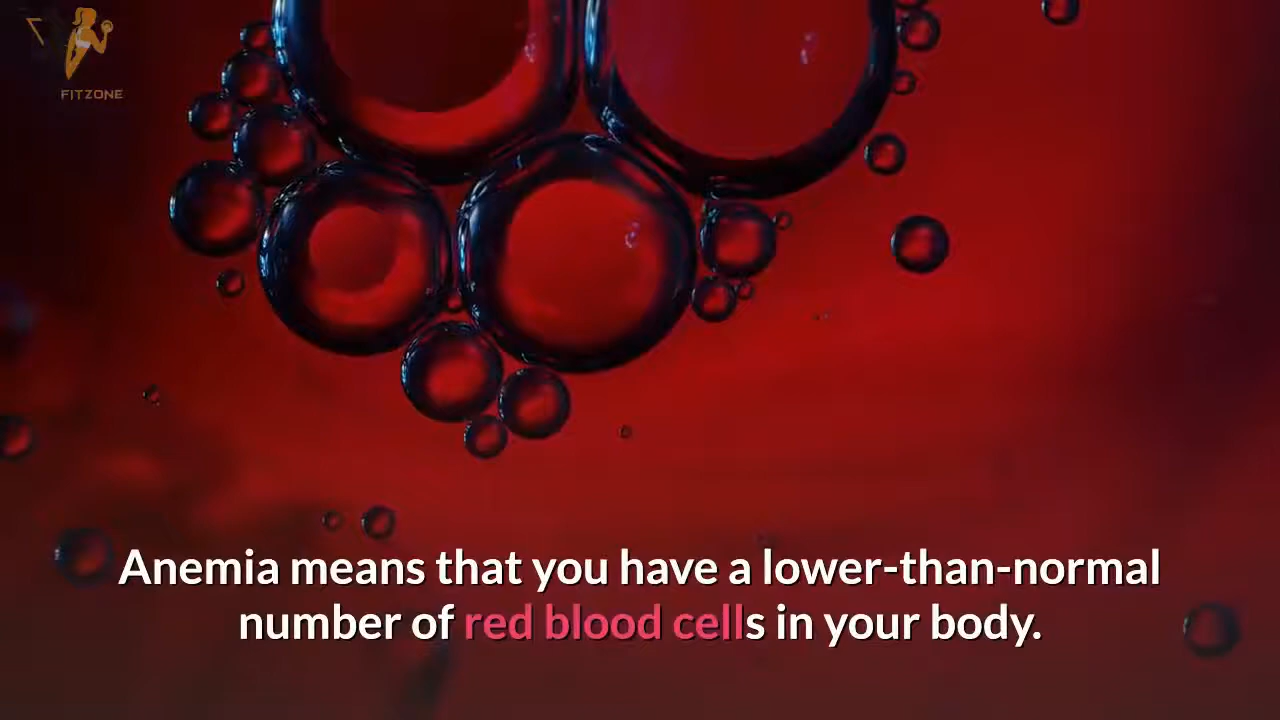 FITZONE
Anemia means that you have a lower-than-normal
number of red blood cells in your body.